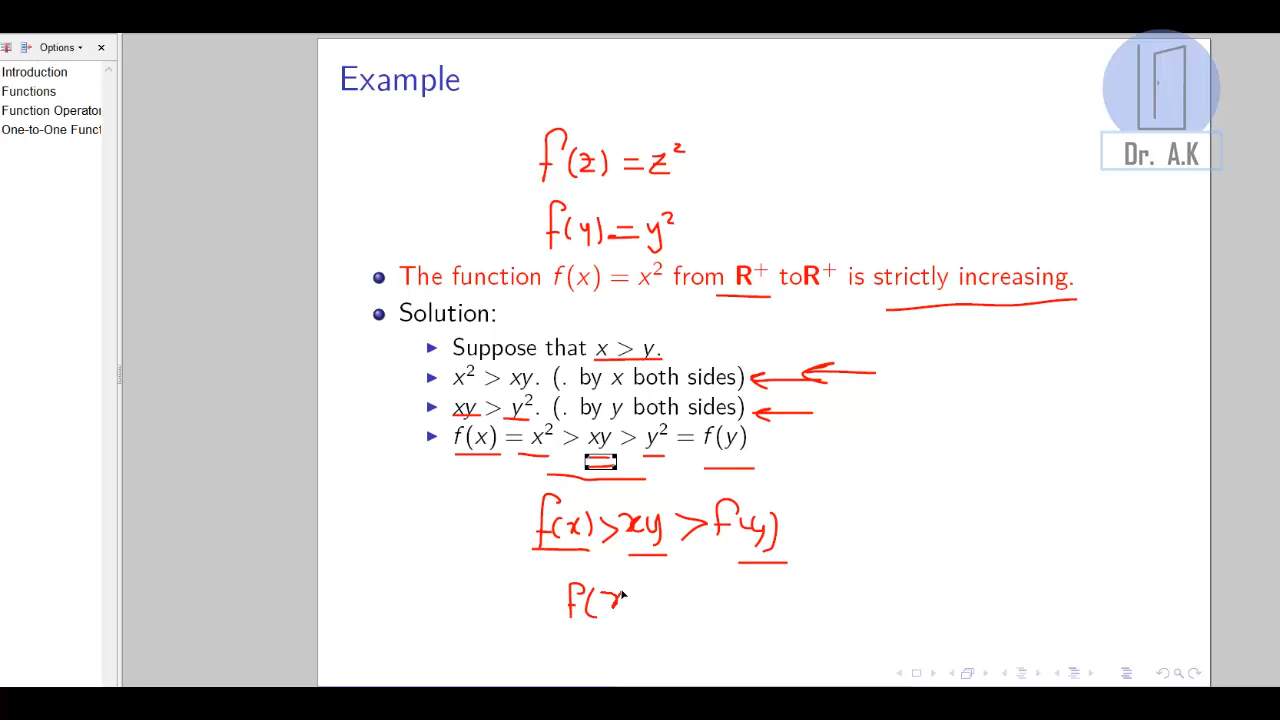 Options
Introduction
Functions
Function Operator
One-to-One Funct
Dr. A.K
Example
f(z) = z²
f(y) = y²
The function f(x) = x² from R⁺ toR⁺ is strictly increasing.
Solution:
Suppose that x > y.
x² > xy. (. by x both sides)
xy > y². (. by y both sides)
f(x) = x² > xy > y² = f(y)
f(x) > xy > f(y)
f(x